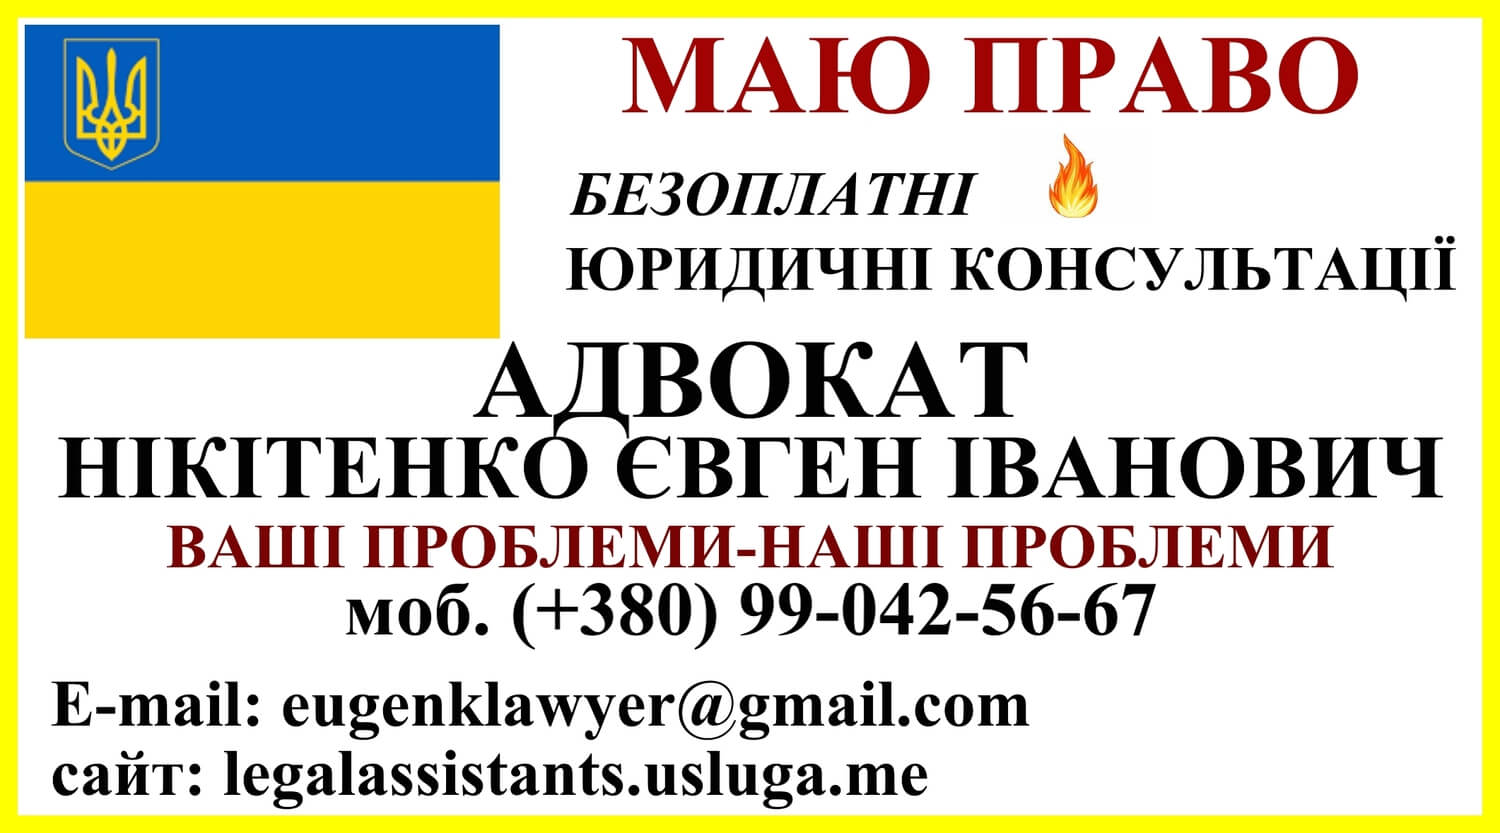 МАЮ ПРАВО
БЕЗОПЛАТНІ
ЮРИДИЧНІ КОНСУЛЬТАЦІЇ
АДВОКАТ
НІКІТЕНКО ЄВГЕН ІВАНОВИЧ
ВАШІ ПРОБЛЕМИ-НАШІ ПРОБЛЕМИ
моб. (+380) 99-042-56-67
E-mail: eugenklawyer@gmail.com
сайт: legalassistants.usluga.me